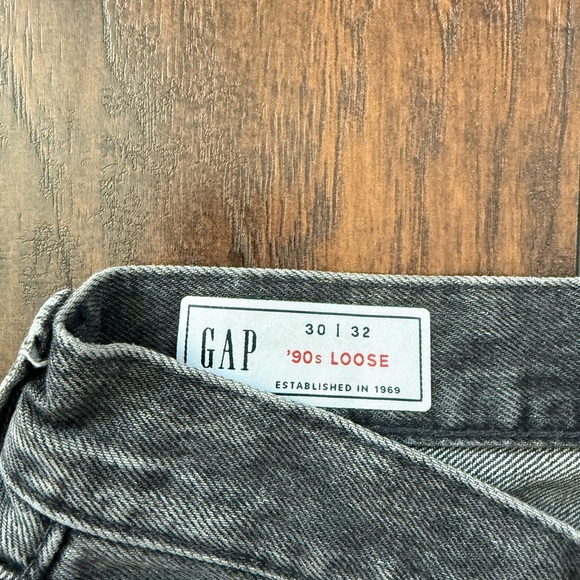 GAP
30 | 32
'90s LOOSE
ESTABLISHED IN 1969